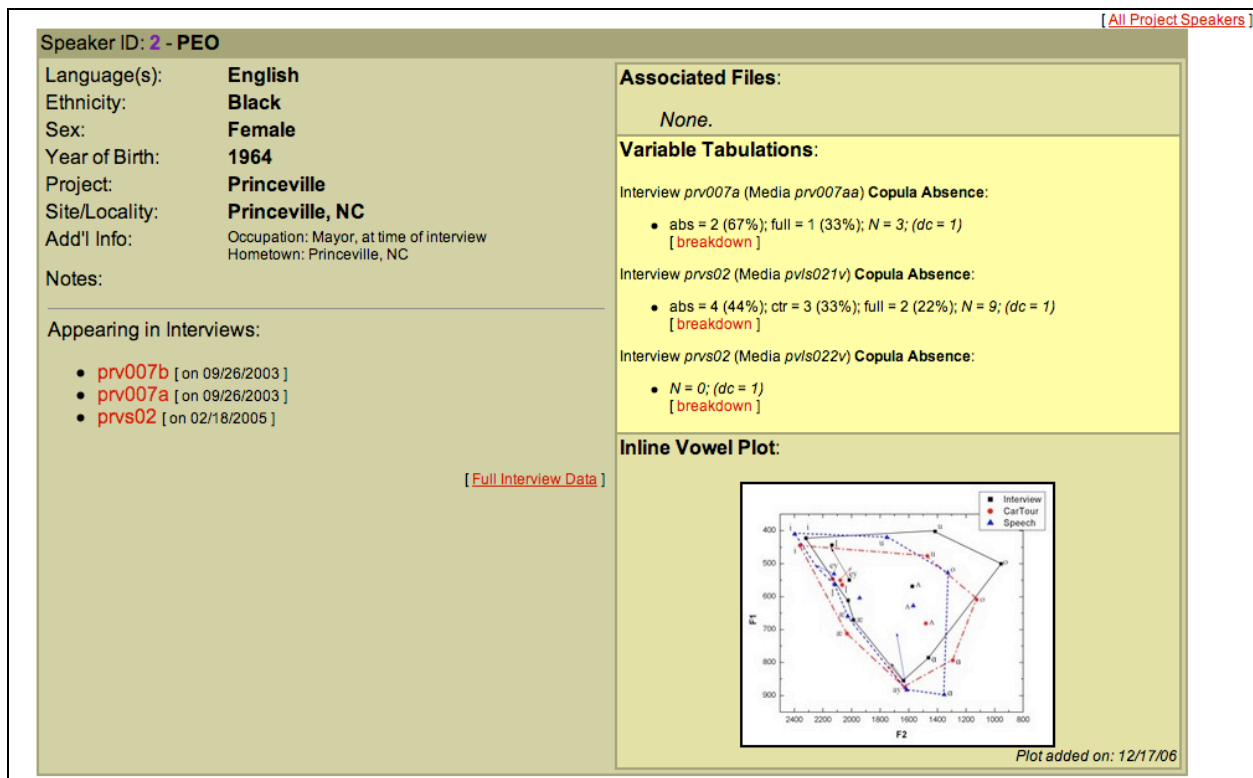 [ All Project Speakers ]
Speaker ID: 2 - PEO
Language(s): English
Ethnicity: Black
Sex: Female
Year of Birth: 1964
Project: Princeville
Site/Locality: Princeville, NC
Add'l Info: Occupation: Mayor, at time of interview
Hometown: Princeville, NC
Notes:
Appearing in Interviews:
prv007b [ on 09/26/2003 ]
prv007a [ on 09/26/2003 ]
prvs02 [ on 02/18/2005 ]
[ Full Interview Data ]
Associated Files:
None.
Variable Tabulations:
Interview prv007a (Media prv007aa) Copula Absence:
abs = 2 (67%); full = 1 (33%); N = 3; (dc = 1)
[ breakdown ]
Interview prvs02 (Media pvls021v) Copula Absence:
abs = 4 (44%); ctr = 3 (33%); full = 2 (22%); N = 9; (dc = 1)
[ breakdown ]
Interview prvs02 (Media pvls022v) Copula Absence:
N = 0; (dc = 1)
[ breakdown ]
Inline Vowel Plot:
Interview
CarTour
Speech
400
500
600
700
800
900
F1
2400 2200 2000 1800 1600 1400 1200 1000 800
F2
Plot added on: 12/17/06